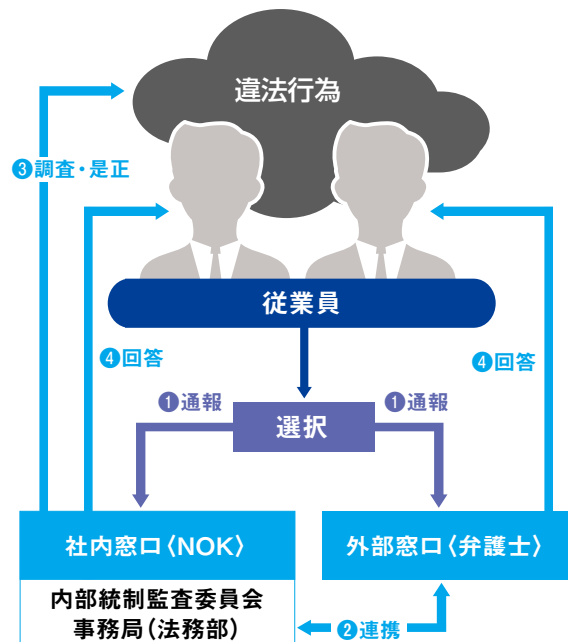 違法行為
❸調査・是正
従業員
❹回答
❹回答
❶通報
❶通報
選択
社内窓口〈NOK〉
外部窓口〈弁護士〉
内部統制監査委員会
事務局(法務部)
❷連携